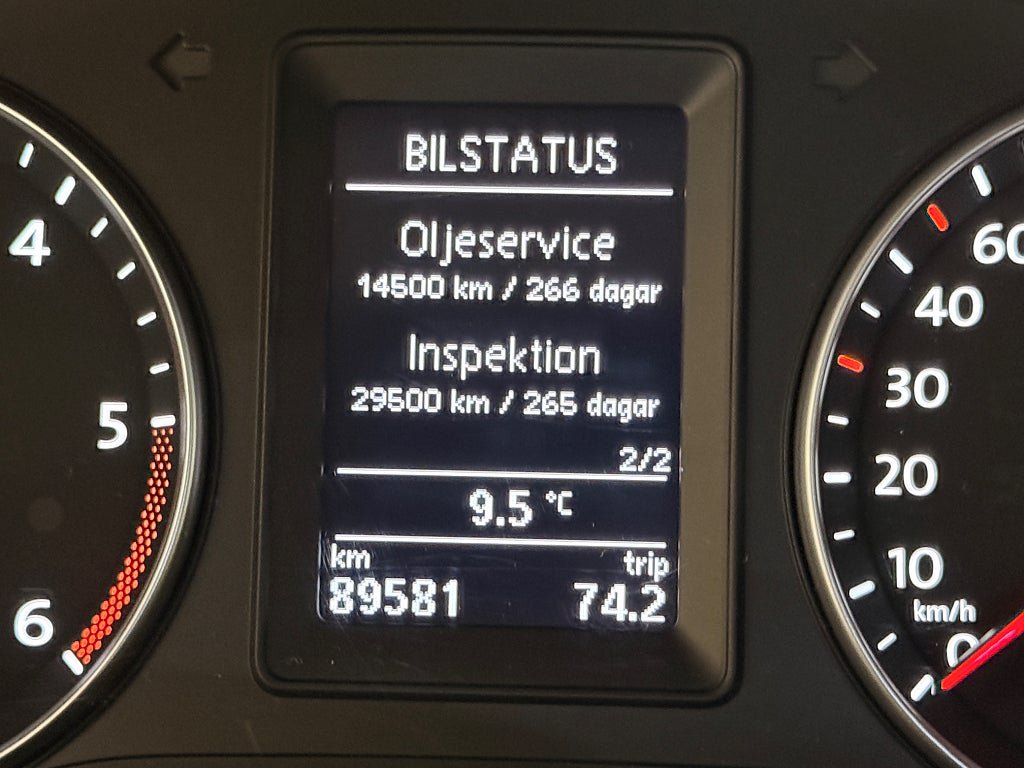 BILSTATUS
Oljeservice
14500 km / 266 dagar
Inspektion
29500 km / 265 dagar
2/2
9.5 °C
km trip
89581 74.2
4
5
6
60
40
30
20
10
km/h
0